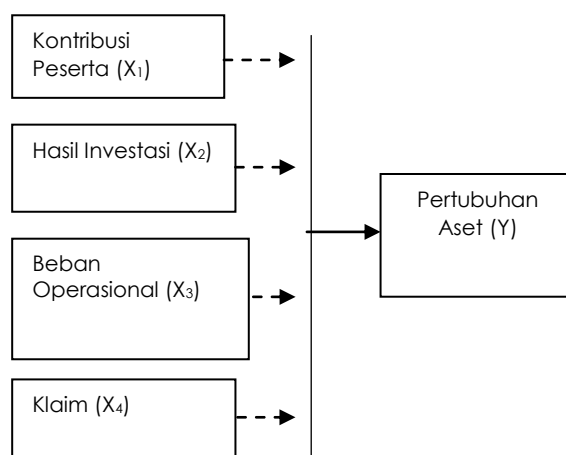 Kontribusi
Peserta (X₁)
Hasil Investasi (X₂)
Beban
Operasional (X₃)
Klaim (X₄)
Pertubuhan
Aset (Y)